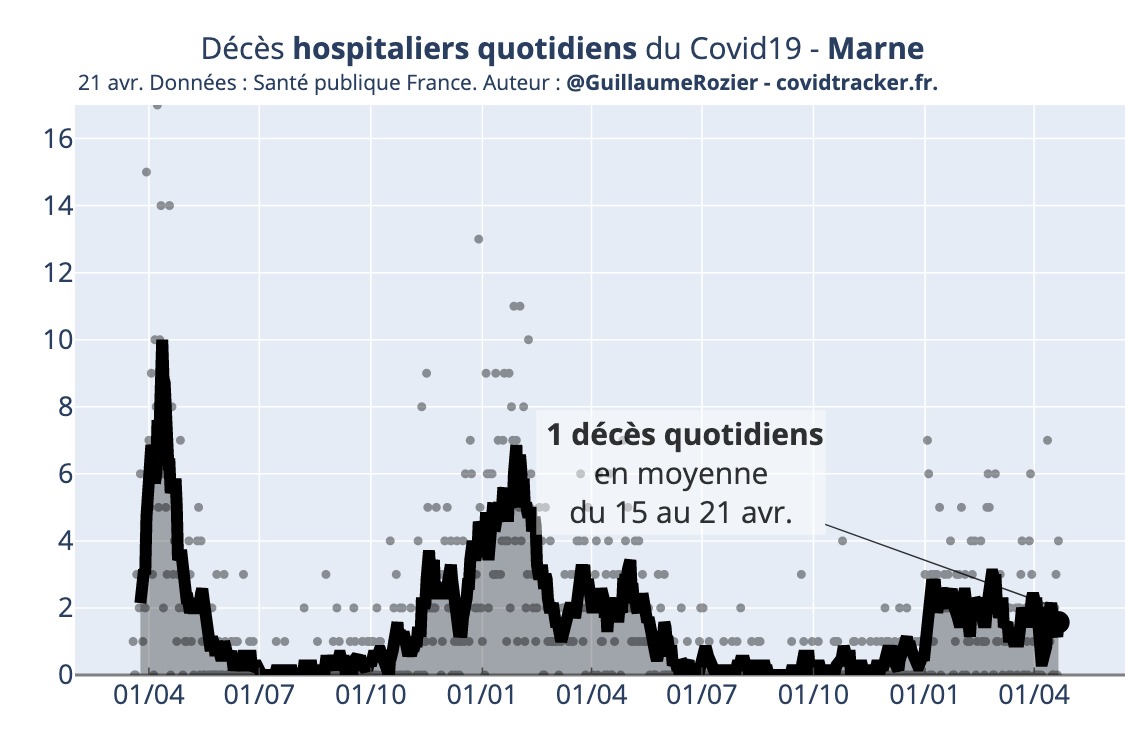 Décès hospitaliers quotidiens du Covid19 - Marne
21 avr. Données : Santé publique France. Auteur : @GuillaumeRozier - covidtracker.fr.
16
14
12
10
8
1 décès quotidiens
6
en moyenne
du 15 au 21 avr.
4
2
0
01/04 01/07 01/10 01/01 01/04 01/07 01/10 01/01 01/04